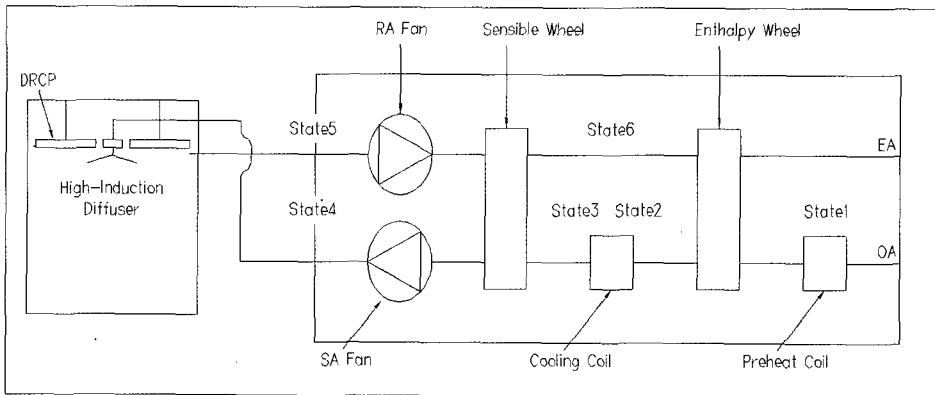 RA Fan
Sensible Wheel
Enthalpy Wheel
DRCP
State5
State6
EA
High-Induction
Diffuser
State4
State3
State2
State1
OA
SA Fan
Cooling Coil
Preheat Coil